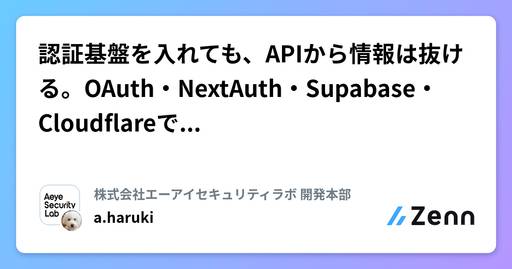 認証基盤を入れても、APIから情報は抜け
る。OAuth・NextAuth・Supabase・
Cloudflareで...
Aeye
Security
Lab
株式会社エーアイセキュリティラボ 開発本部
a.haruki
Zenn